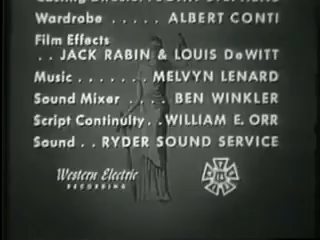 Wardrobe . . . . . ALBERT CONTI
Film Effects
. . JACK RABIN & LOUIS DeWITT
Music . . . . . . . MELVYN LENARD
Sound Mixer . . . . BEN WINKLER
Script Continuity . . WILLIAM E. ORR
Sound . . RYDER SOUND SERVICE
Western Electric
RECORDING